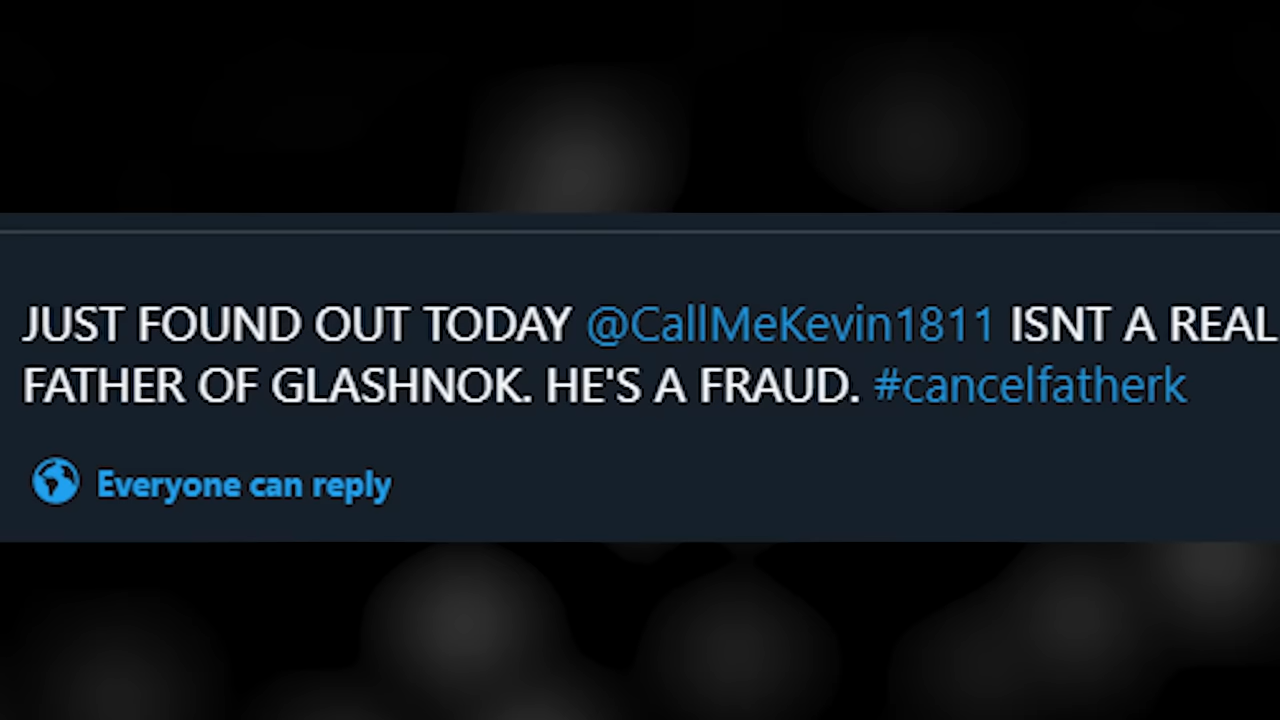 JUST FOUND OUT TODAY @CallMeKevin1811 ISNT A REAL
FATHER OF GLASHNOK. HE'S A FRAUD. #cancelfatherk
Everyone can reply